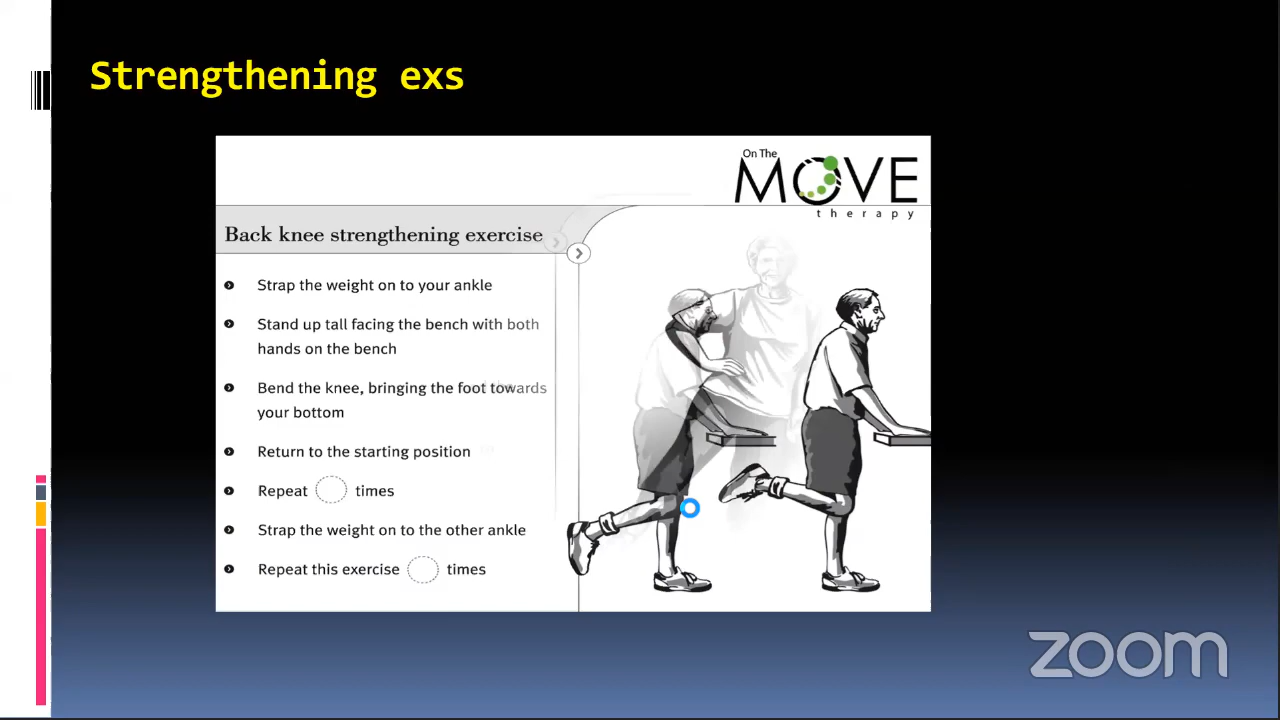 Strengthening exs
On The
MOVE
therapy
Back knee strengthening exercise
Strap the weight on to your ankle
Stand up tall facing the bench with both
hands on the bench
Bend the knee, bringing the foot towards
your bottom
Return to the starting position
Repeat times
Strap the weight on to the other ankle
Repeat this exercise times
zoom